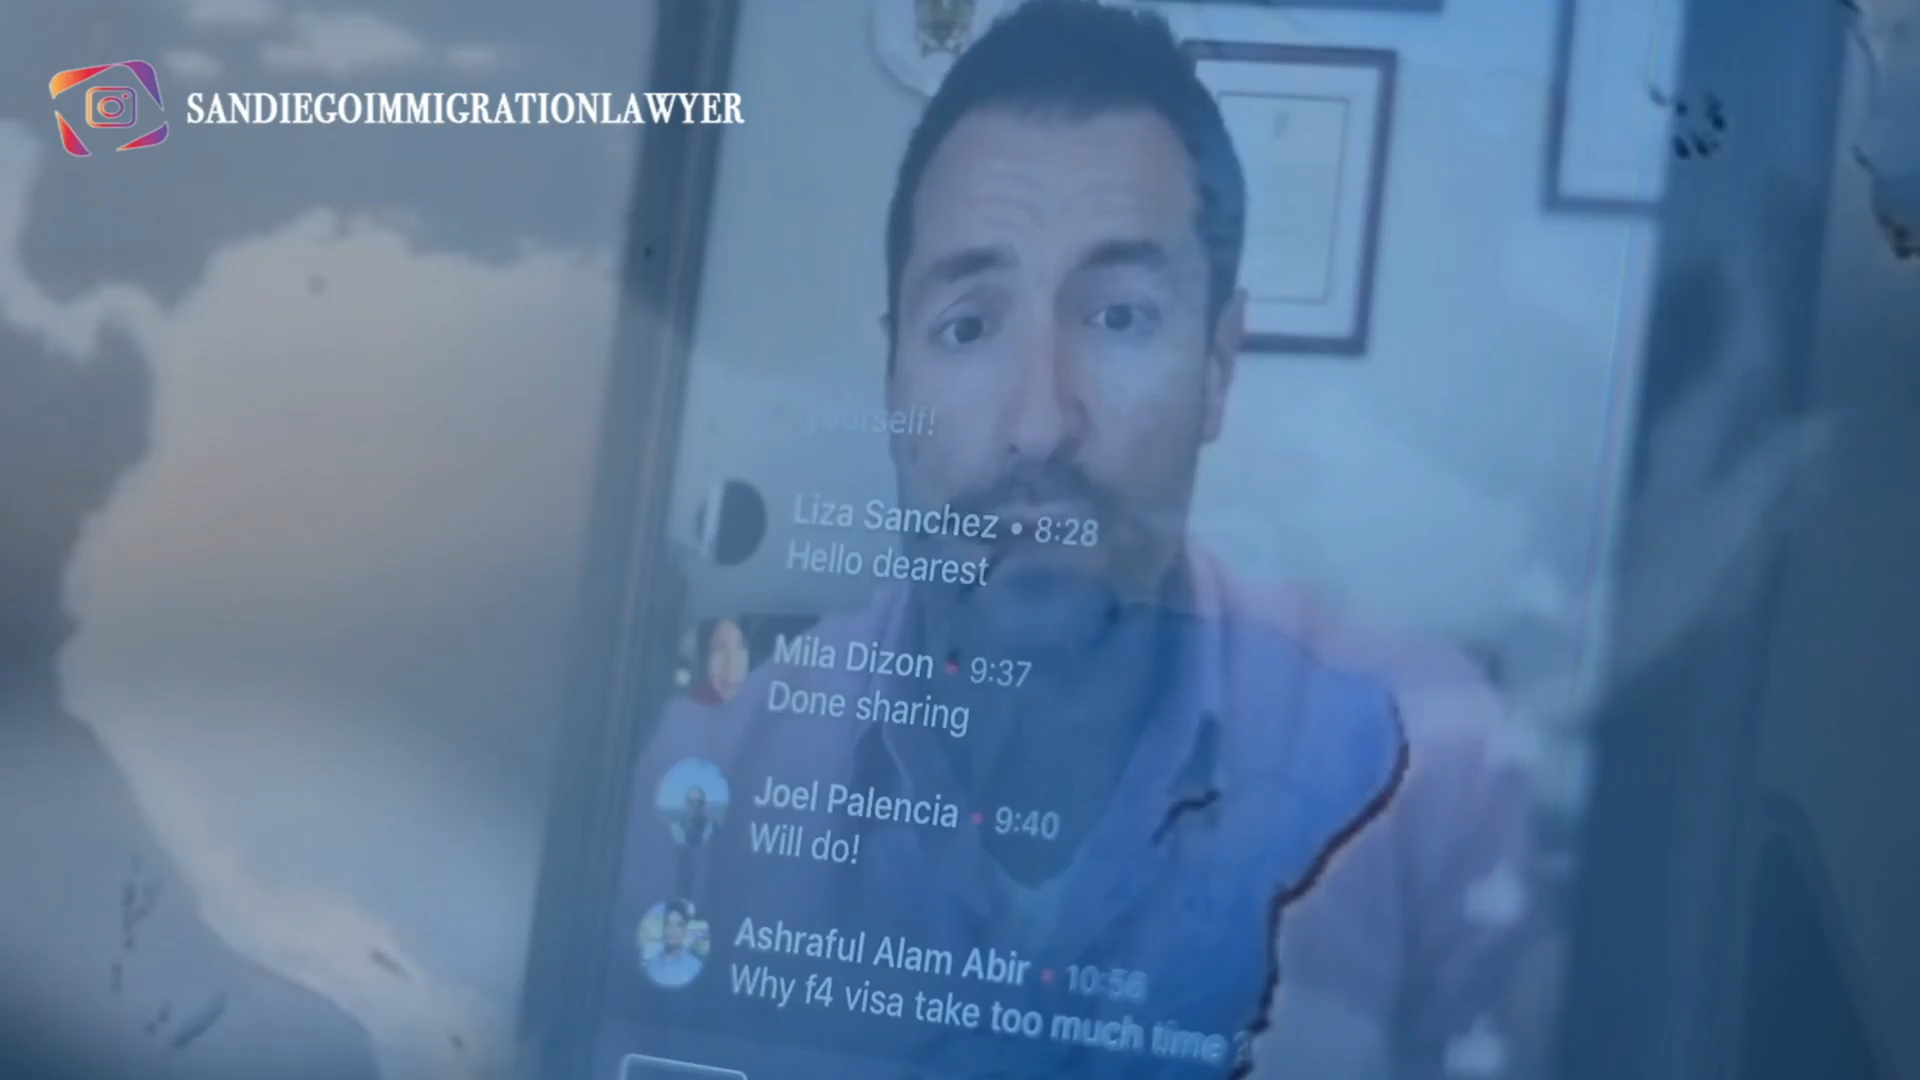 SANDIEGOIMMIGRATIONLAWYER
yourself!
Liza Sanchez • 8:28
Hello dearest
Mila Dizon • 9:37
Done sharing
Joel Palencia • 9:40
Will do!
Ashraful Alam Abir • 10:56
Why f4 visa take too much time?